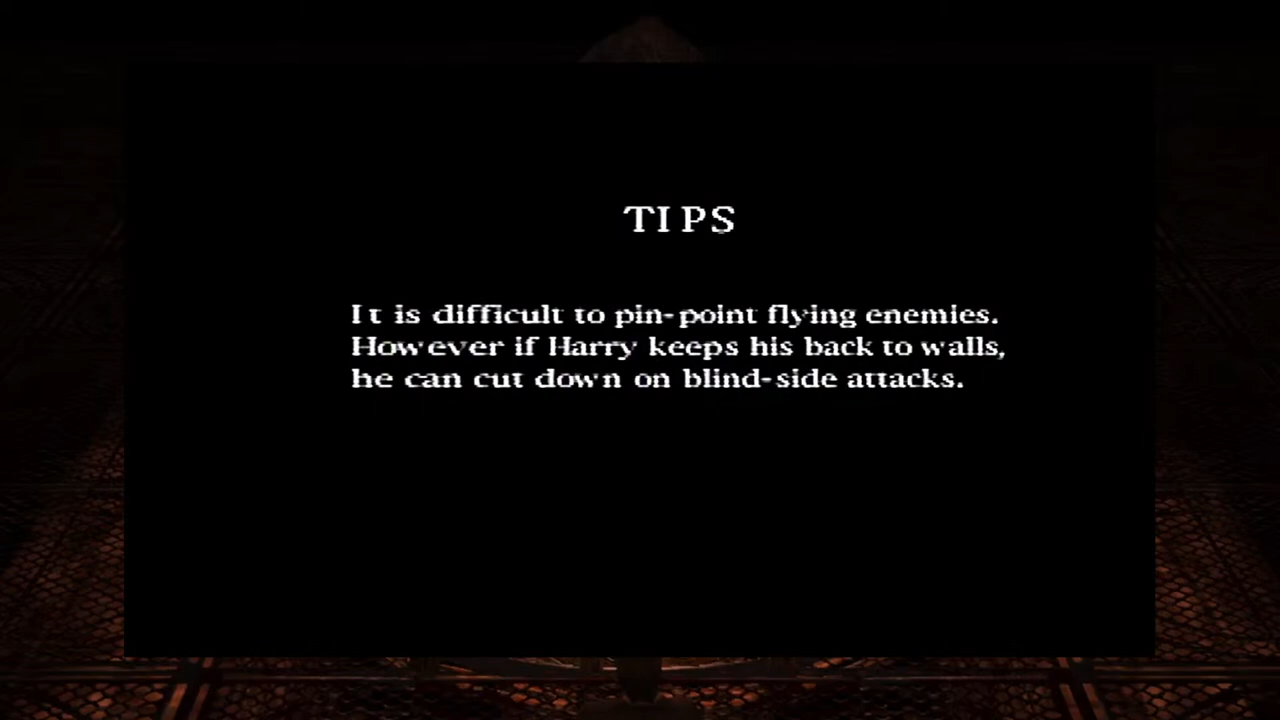 TIPS
It is difficult to pin-point flying enemies.
However if Harry keeps his back to walls,
he can cut down on blind-side attacks.